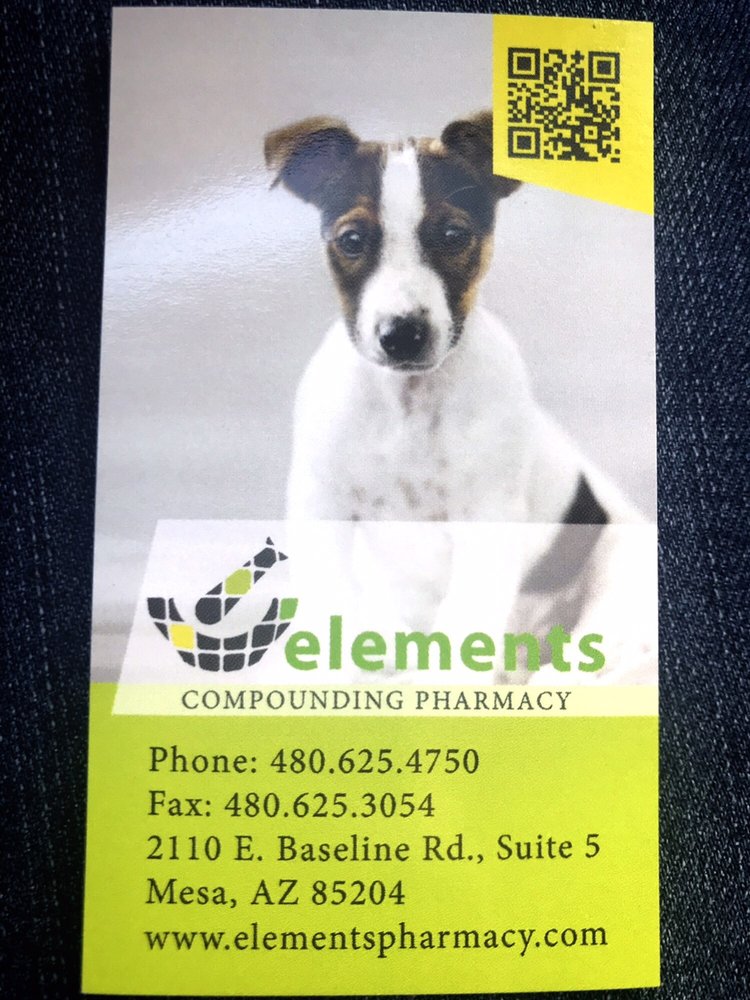 elements
COMPOUNDING PHARMACY
Phone: 480.625.4750
Fax: 480.625.3054
2110 E. Baseline Rd., Suite 5
Mesa, AZ 85204
www.elementspharmacy.com